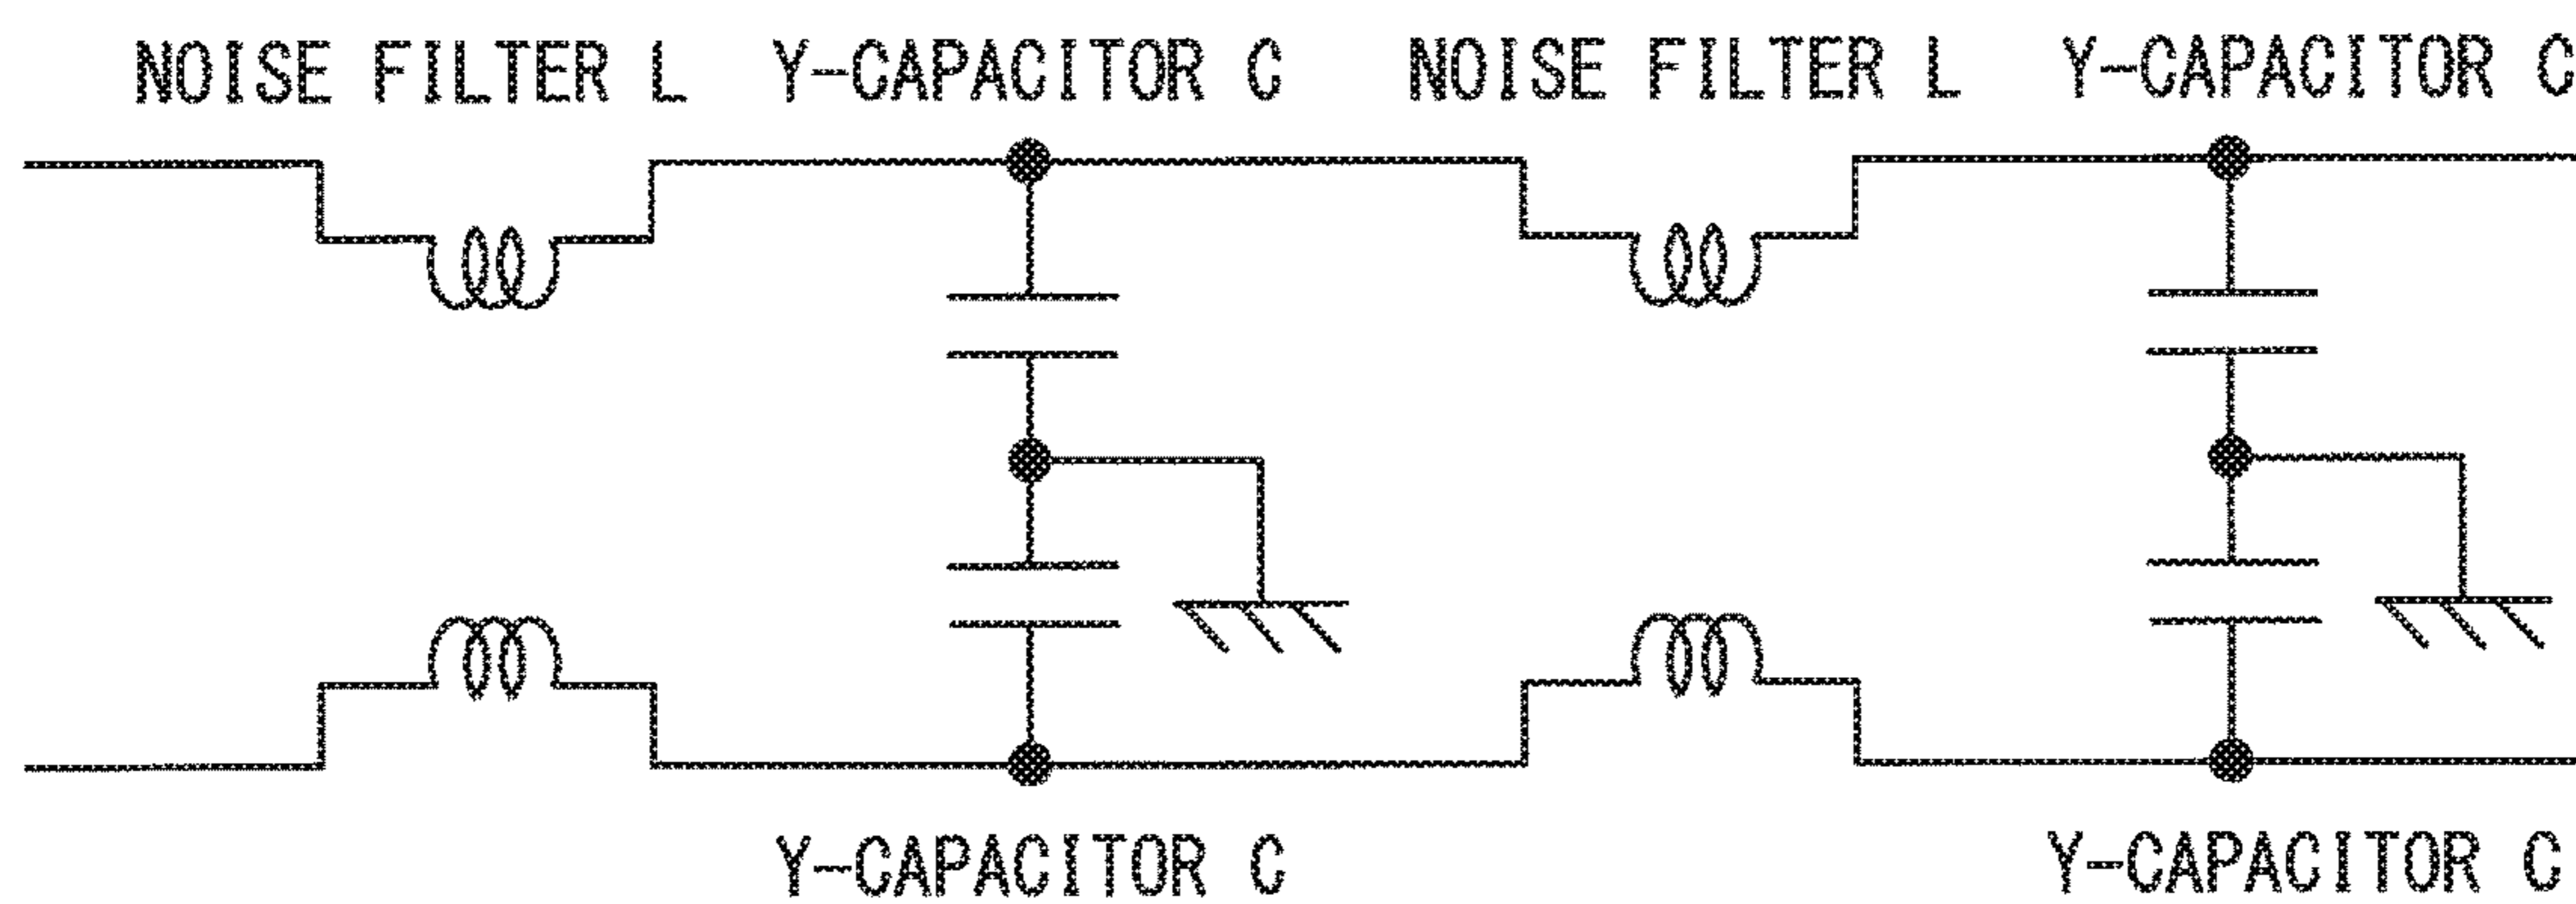 NOISE FILTER L Y-CAPACITOR C NOISE FILTER L Y-CAPACITOR C
Y-CAPACITOR C Y-CAPACITOR C